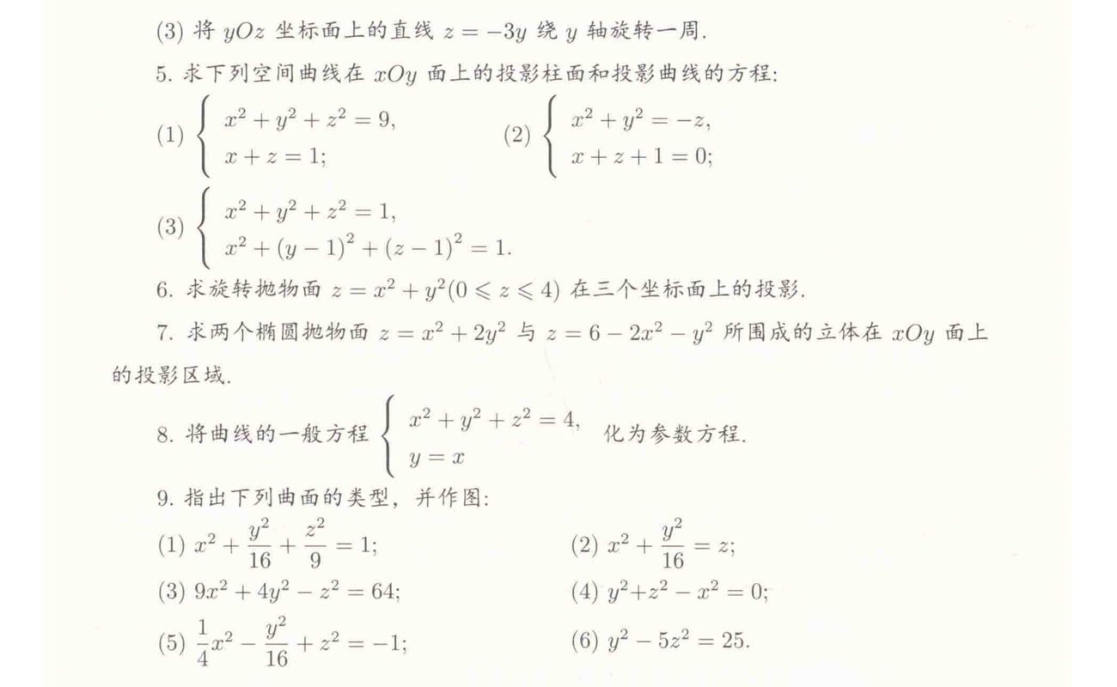 (3) 将 yOz 坐标面上的直线 z = −3y 绕 y 轴旋转一周.
5. 求下列空间曲线在 xOy 面上的投影柱面和投影曲线的方程:
(1) { x² + y² + z² = 9, x + z = 1; (2) { x² + y² = −z, x + z + 1 = 0;
(3) { x² + y² + z² = 1, x² + (y − 1)² + (z − 1)² = 1.
6. 求旋转抛物面 z = x² + y²(0 ⩽ z ⩽ 4) 在三个坐标面上的投影.
7. 求两个椭圆抛物面 z = x² + 2y² 与 z = 6 − 2x² − y² 所围成的立体在 xOy 面上
的投影区域.
8. 将曲线的一般方程 { x² + y² + z² = 4, y = x 化为参数方程.
9. 指出下列曲面的类型, 并作图:
(1) x² + y²/16 + z²/9 = 1; (2) x² + y²/16 = z;
(3) 9x² + 4y² − z² = 64; (4) y²+z² − x² = 0;
(5) 1/4 x² − y²/16 + z² = −1; (6) y² − 5z² = 25.